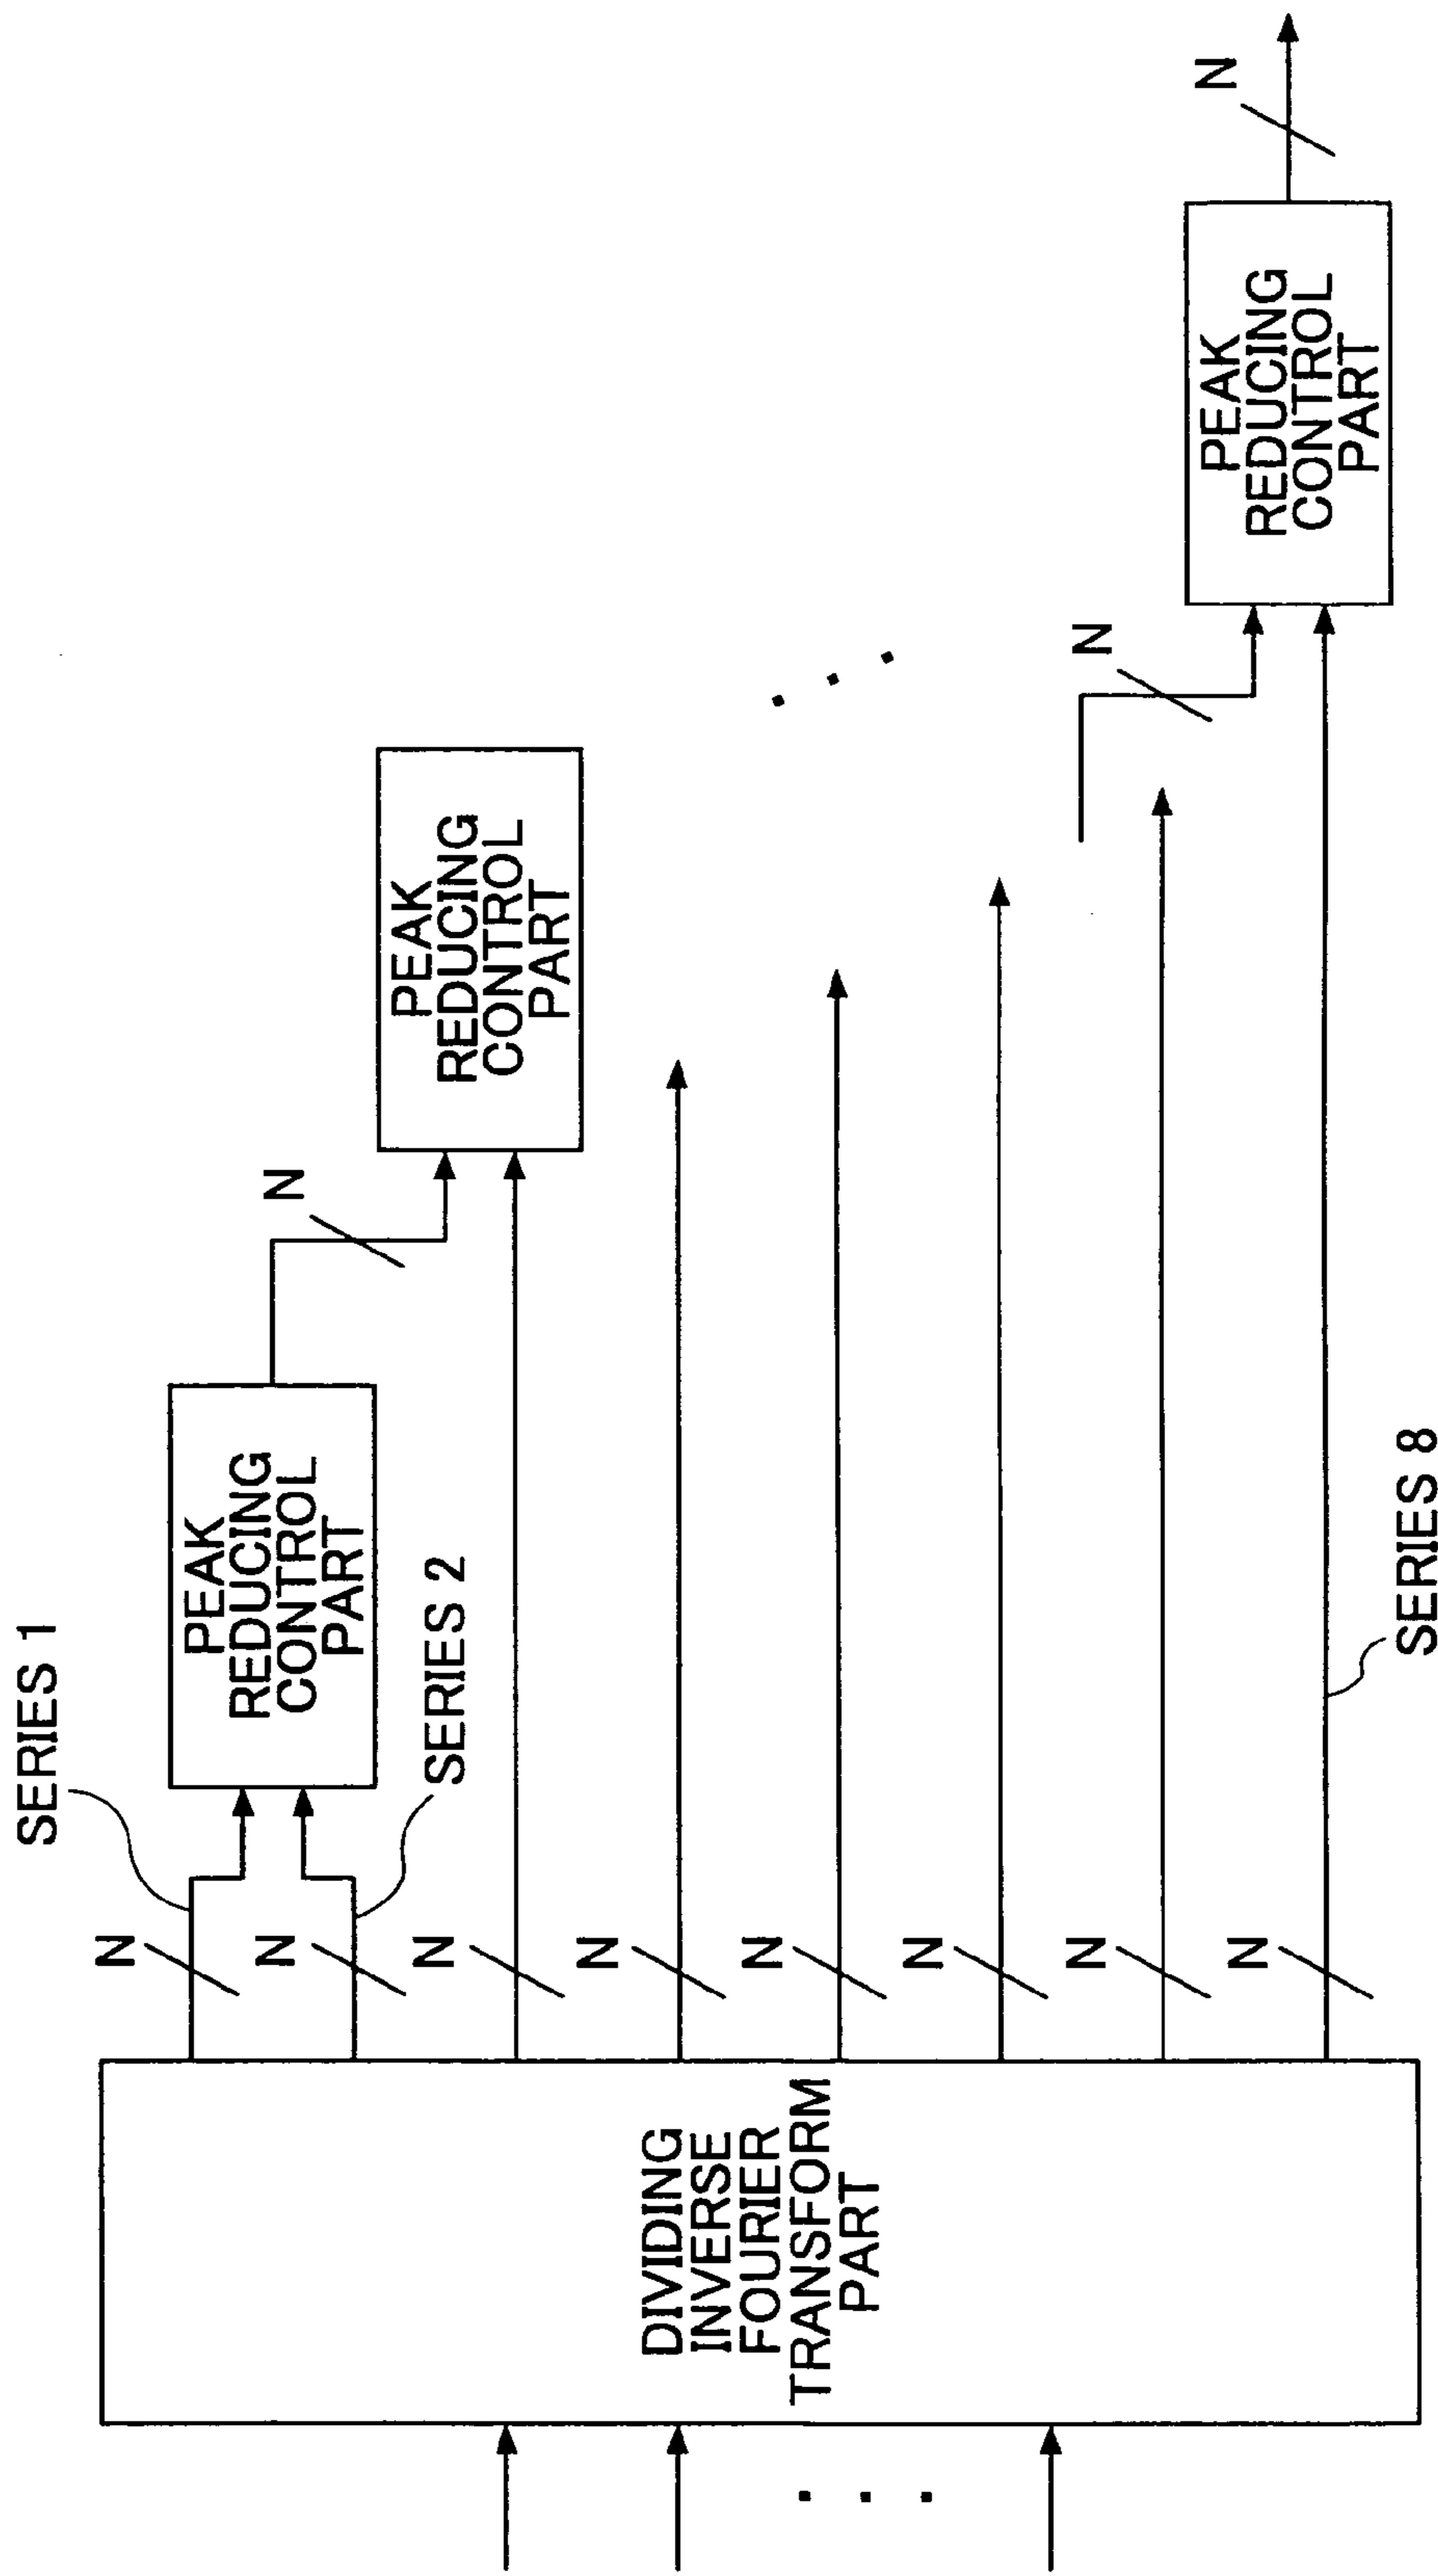 SERIES 1
N
N
N
N
N
N
N
N
SERIES 2
SERIES 8
DIVIDING
INVERSE
FOURIER
TRANSFORM
PART
PEAK
REDUCING
CONTROL
PART
N
PEAK
REDUCING
CONTROL
PART
N
PEAK
REDUCING
CONTROL
PART
N